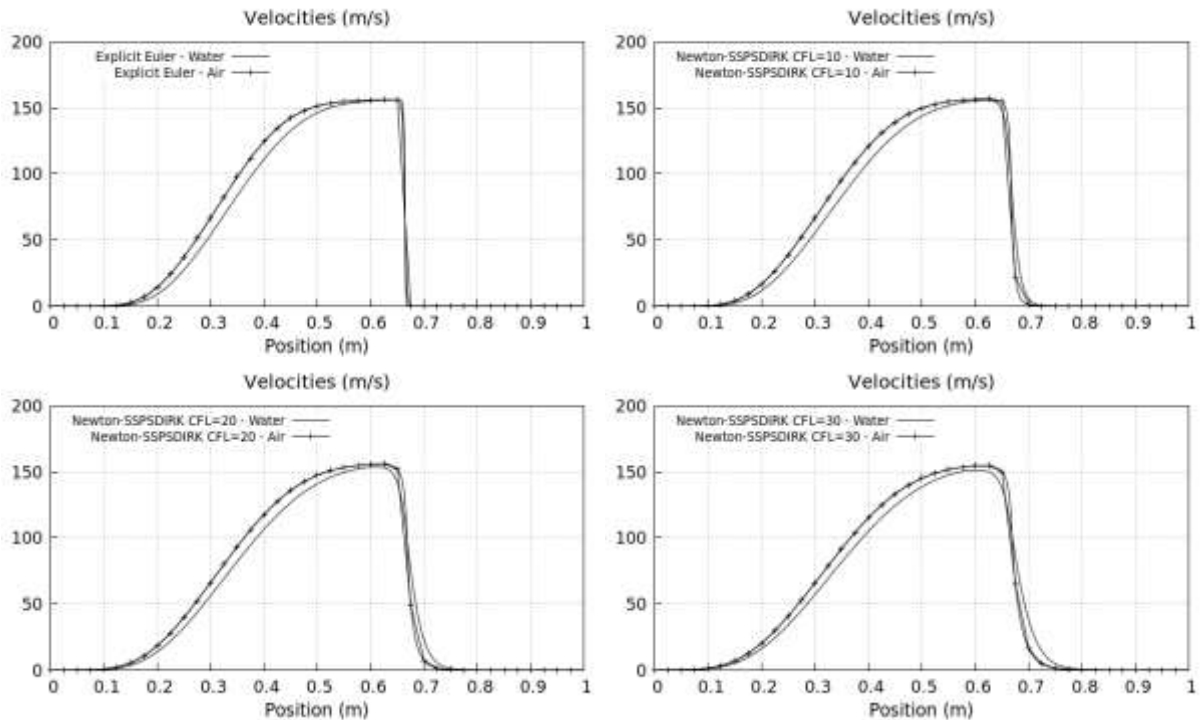 Velocities (m/s)
200
Explicit Euler - Water
Explicit Euler - Air
150
100
50
0
0 0.1 0.2 0.3 0.4 0.5 0.6 0.7 0.8 0.9 1
Position (m)
Velocities (m/s)
200
Newton-SSPSDIRK CFL=10 - Water
Newton-SSPSDIRK CFL=10 - Air
150
100
50
0
0 0.1 0.2 0.3 0.4 0.5 0.6 0.7 0.8 0.9 1
Position (m)
Velocities (m/s)
200
Newton-SSPSDIRK CFL=20 - Water
Newton-SSPSDIRK CFL=20 - Air
150
100
50
0
0 0.1 0.2 0.3 0.4 0.5 0.6 0.7 0.8 0.9 1
Position (m)
Velocities (m/s)
200
Newton-SSPSDIRK CFL=30 - Water
Newton-SSPSDIRK CFL=30 - Air
150
100
50
0
0 0.1 0.2 0.3 0.4 0.5 0.6 0.7 0.8 0.9 1
Position (m)